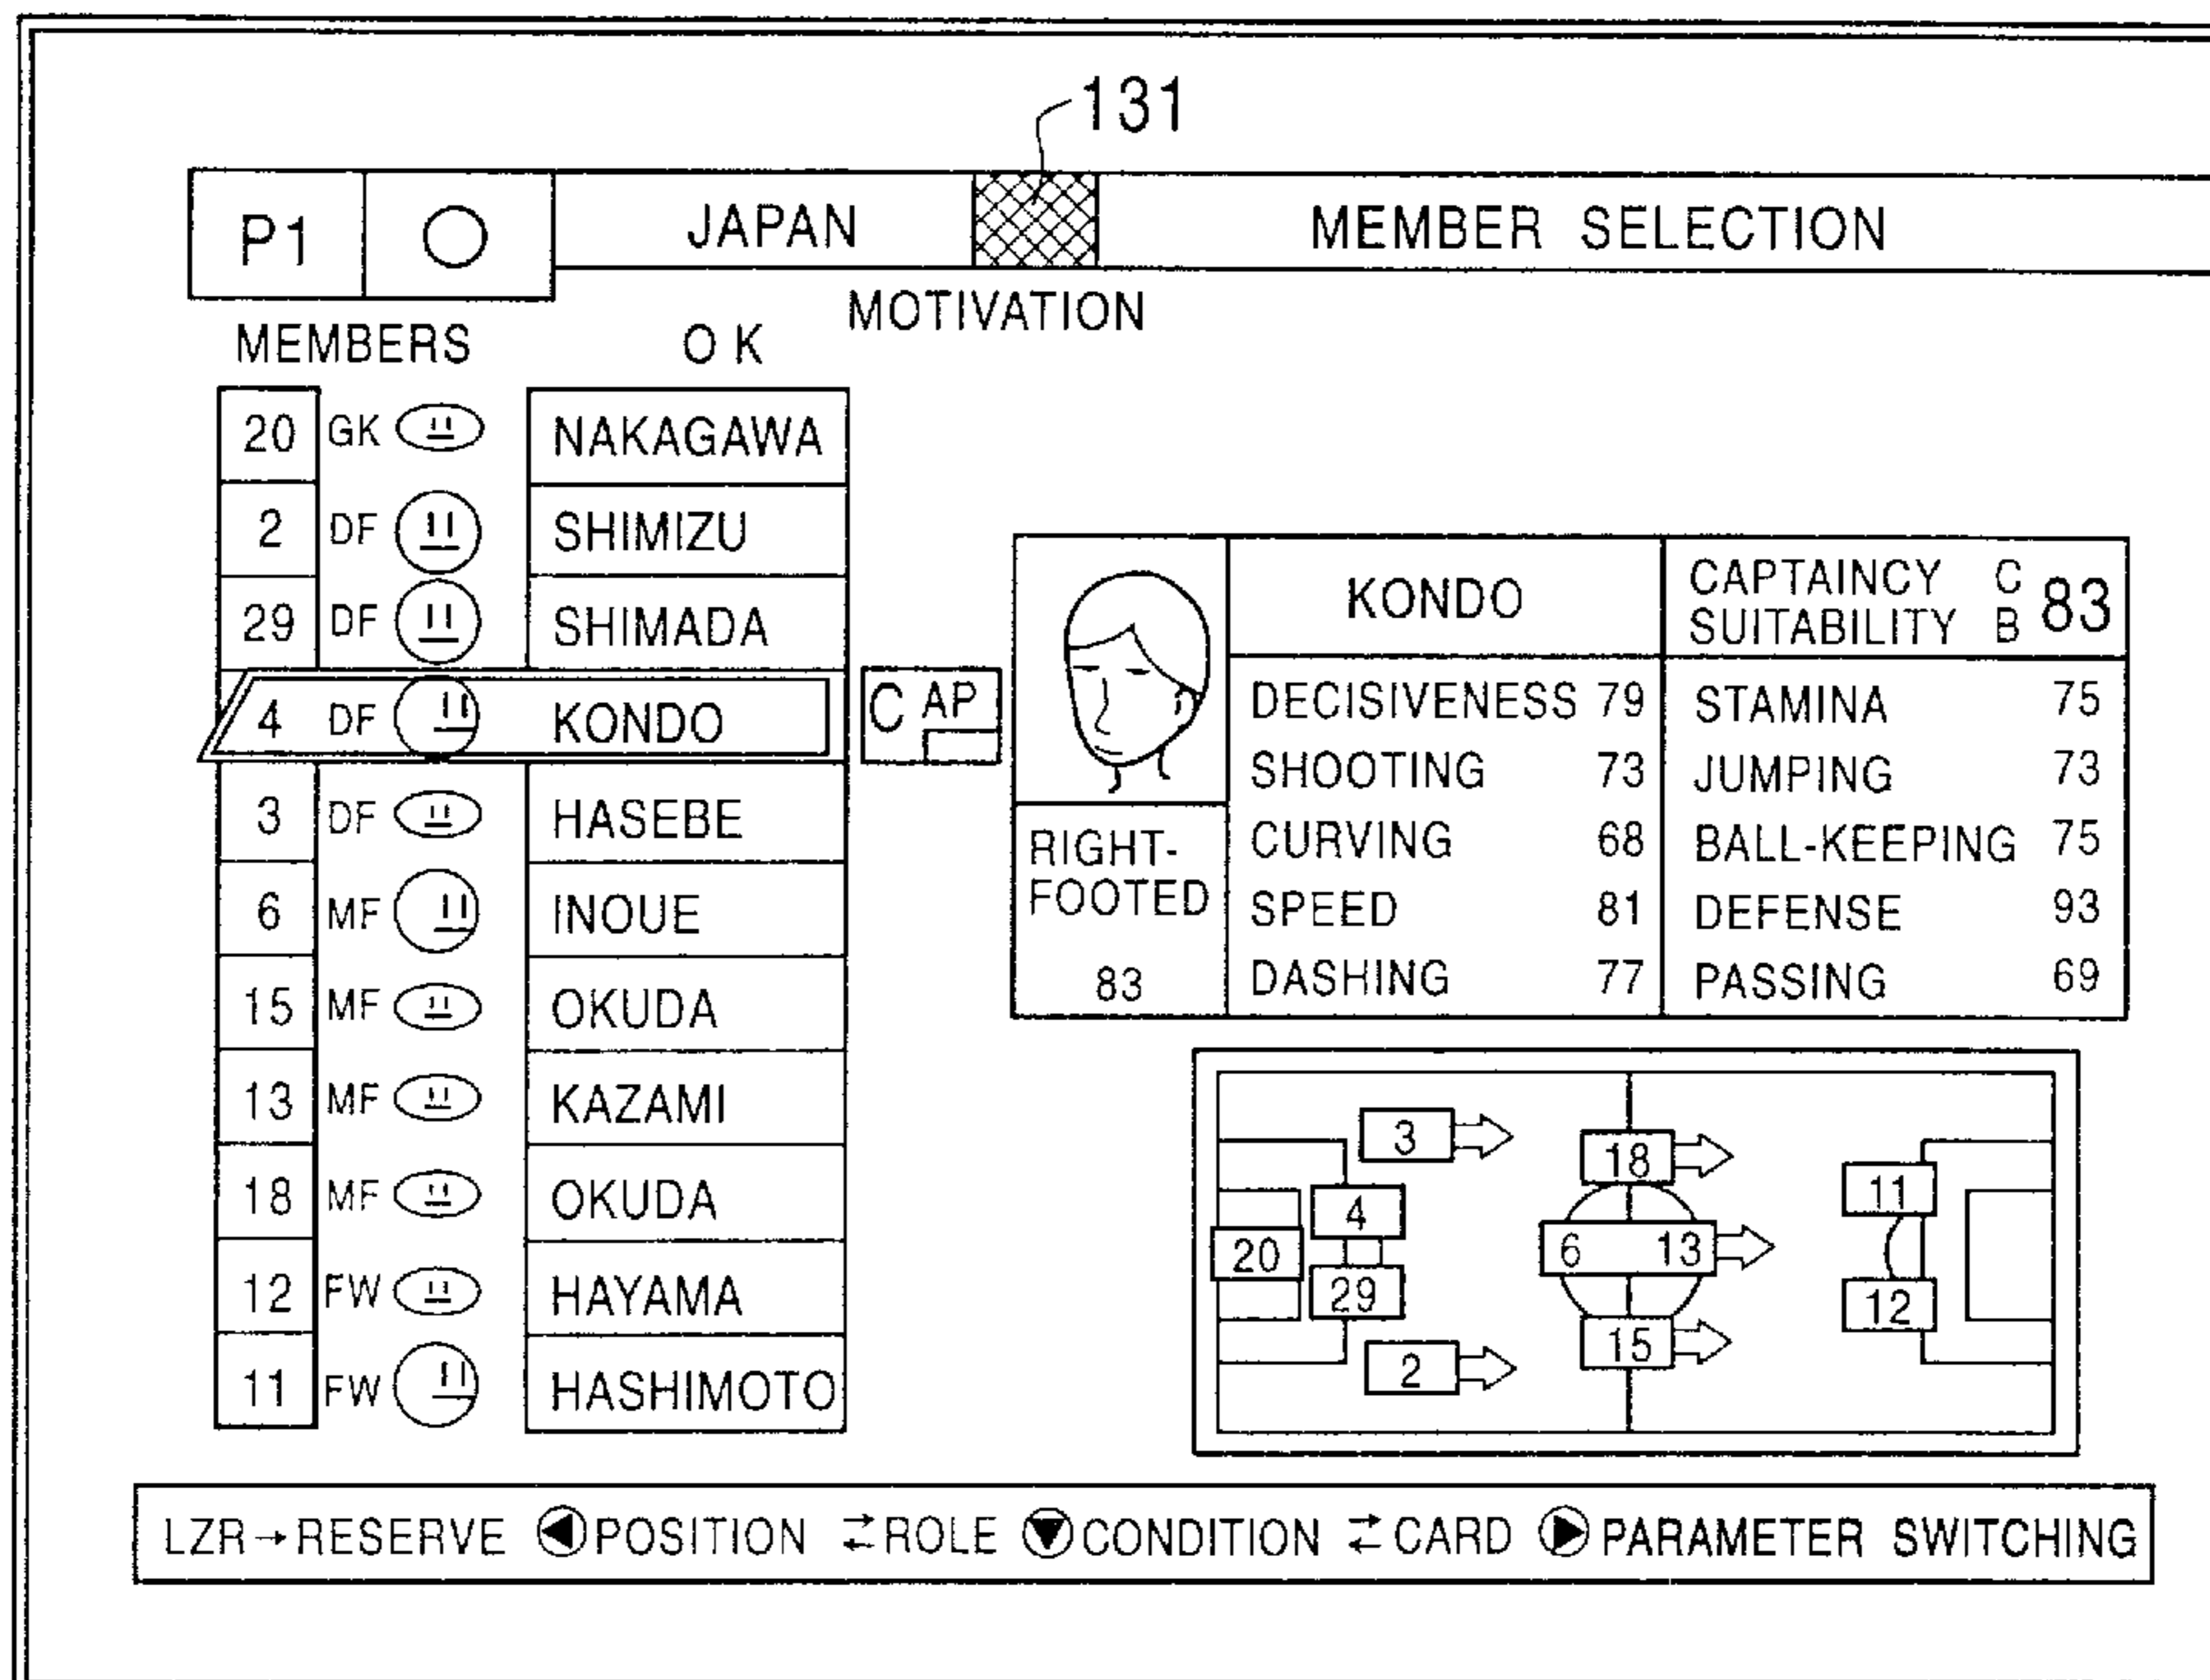 131
P1 ○ JAPAN MEMBER SELECTION
MOTIVATION
MEMBERS OK
20 GK NAKAGAWA
2 DF SHIMIZU
29 DF SHIMADA
4 DF KONDO
3 DF HASEBE
6 MF INOUE
15 MF OKUDA
13 MF KAZAMI
18 MF OKUDA
12 FW HAYAMA
11 FW HASHIMOTO
CAP
KONDO
CAPTAINCY C
SUITABILITY B
83
RIGHT-
FOOTED
83
DECISIVENESS 79
SHOOTING 73
CURVING 68
SPEED 81
DASHING 77
STAMINA 75
JUMPING 73
BALL-KEEPING 75
DEFENSE 93
PASSING 69
3
18
11
4
20
6 13
29
12
15
2
LZR→RESERVE ◀POSITION ⇄ROLE ▼CONDITION ⇄CARD ▶PARAMETER SWITCHING